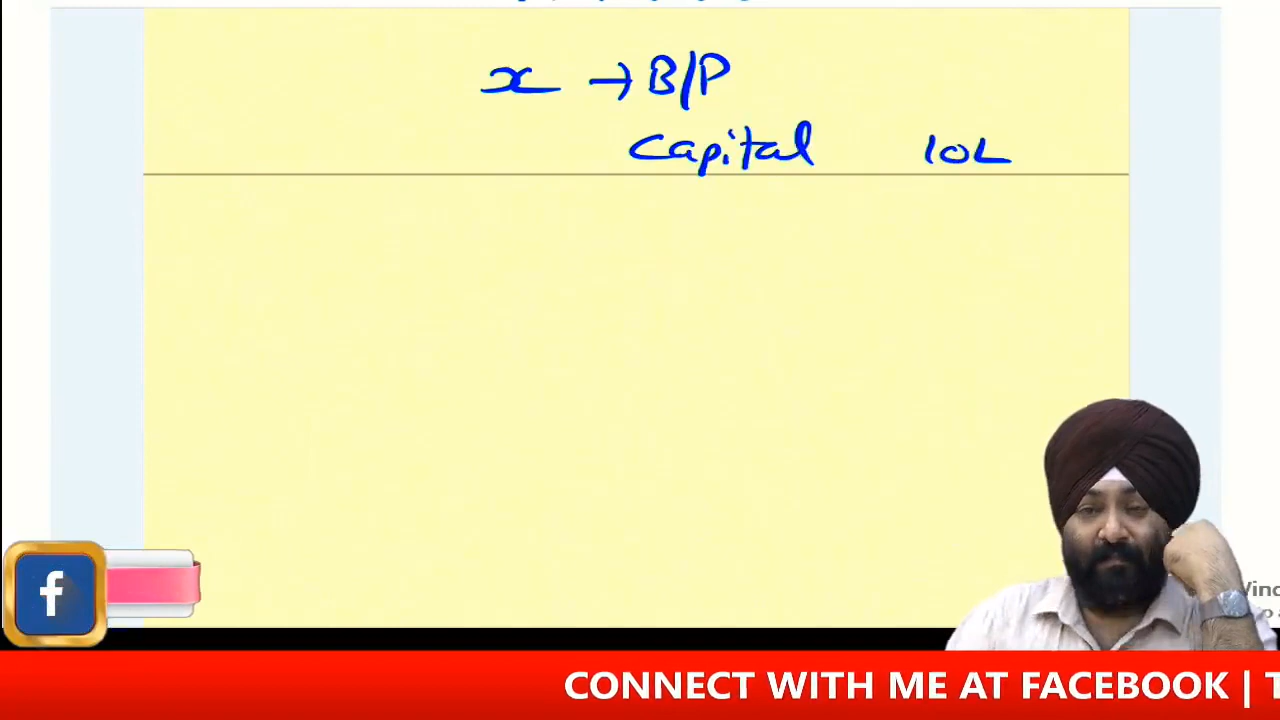 x → B/P
Capital 10L
f
CONNECT WITH ME AT FACEBOOK | T